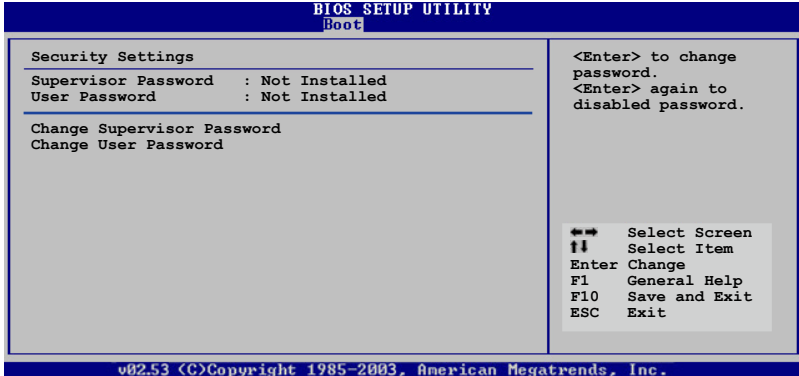 BIOS SETUP UTILITY
Boot
Security Settings
Supervisor Password : Not Installed
User Password : Not Installed
Change Supervisor Password
Change User Password
<Enter> to change
password.
<Enter> again to
disabled password.
←→ Select Screen
↑↓ Select Item
Enter Change
F1 General Help
F10 Save and Exit
ESC Exit
v02.53 (C)Copyright 1985-2003, American Megatrends, Inc.